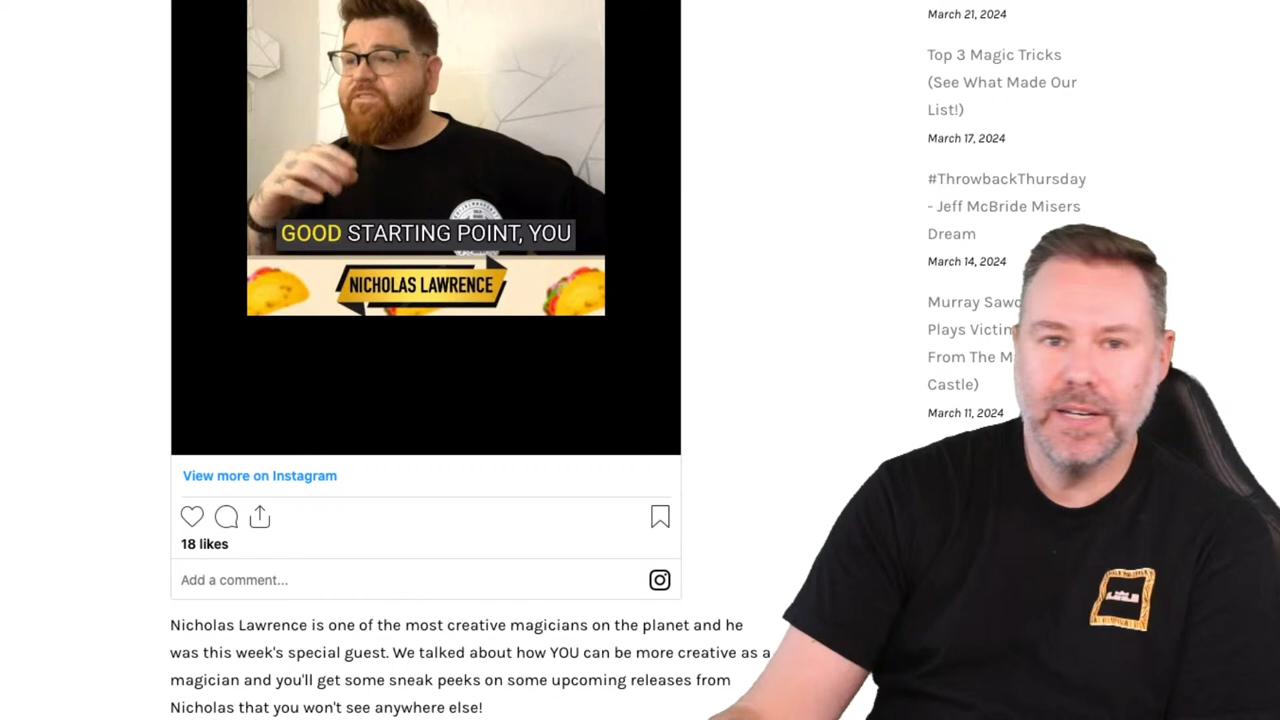 GOOD STARTING POINT, YOU
NICHOLAS LAWRENCE
View more on Instagram
18 likes
Add a comment...
Nicholas Lawrence is one of the most creative magicians on the planet and he
was this week's special guest. We talked about how YOU can be more creative as a
magician and you'll get some sneak peeks on some upcoming releases from
Nicholas that you won't see anywhere else!
March 21, 2024
Top 3 Magic Tricks
(See What Made Our
List!)
March 17, 2024
#ThrowbackThursday
- Jeff McBride Misers
Dream
March 14, 2024
Murray
Plays
From The
Castle)
March 11, 2024